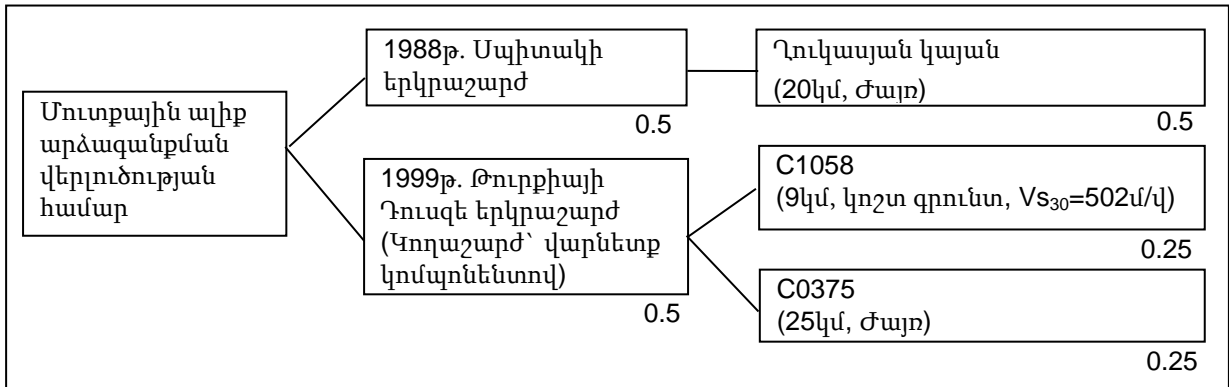 Մուտքային ալիք
արձագանքման
վերլուծության
համար
1988թ. Սպիտակի
երկրաշարժ
0.5
Ղուկասյան կայան
(20կմ, Ժայռ)
0.5
1999թ. Թուրքիայի
Դուսզե երկրաշարժ
(Կողաշարժ՝ վարնետք
կոմպոնենտով)
0.5
C1058
(9կմ, կոշտ գրունտ, Vs₃₀=502մ/վ)
0.25
C0375
(25կմ, Ժայռ)
0.25